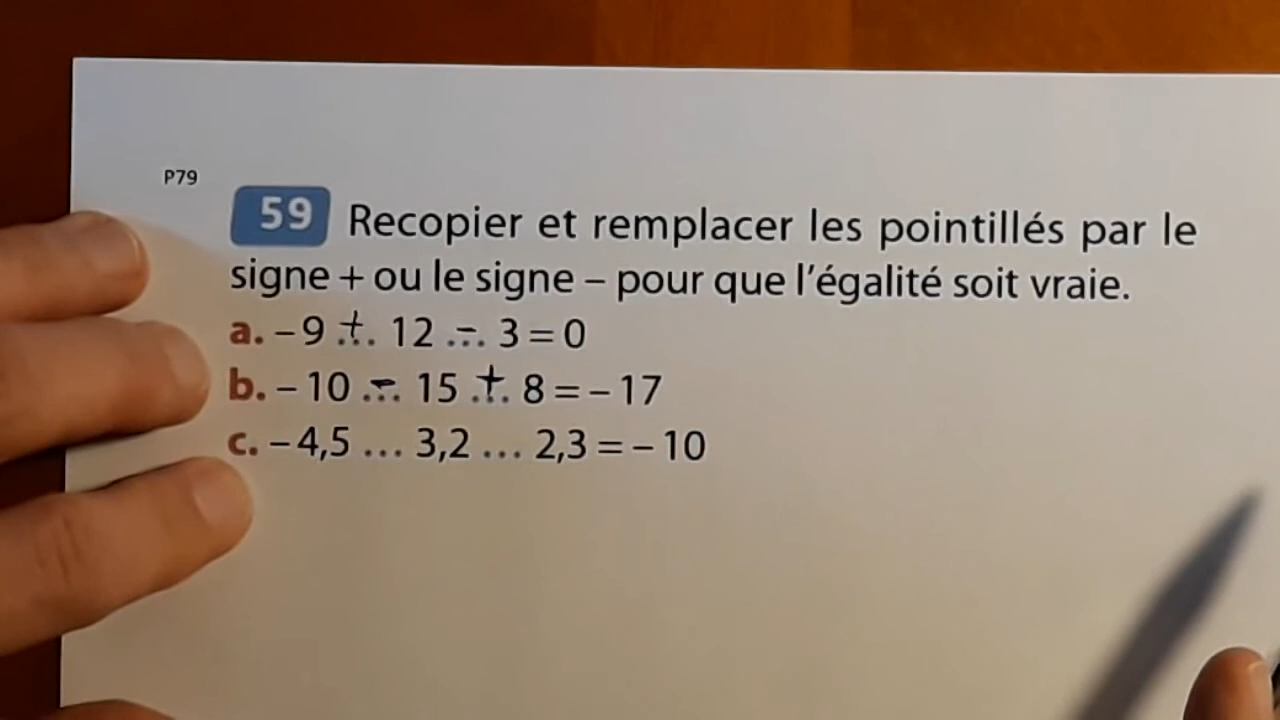 P79
59 Recopier et remplacer les pointillés par le
signe + ou le signe – pour que l'égalité soit vraie.
a. – 9 +... 12 –... 3 = 0
b. – 10 –... 15 +... 8 = – 17
c. – 4,5 ... 3,2 ... 2,3 = – 10